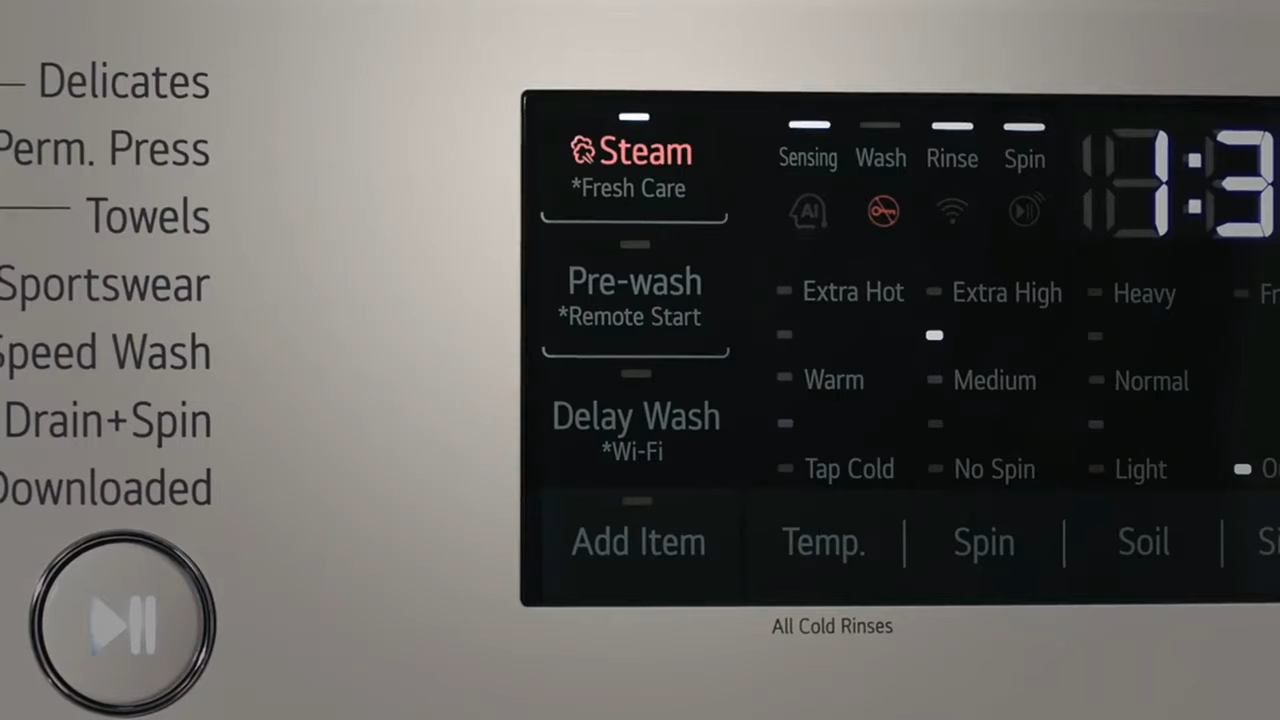 Delicates
Perm. Press
Towels
Sportswear
Speed Wash
Drain+Spin
Downloaded
Steam
*Fresh Care
Pre-wash
*Remote Start
Delay Wash
*Wi-Fi
Add Item
Sensing Wash Rinse Spin
AI
1:3
Extra Hot Extra High Heavy
Warm Medium Normal
Tap Cold No Spin Light
Temp. Spin Soil
All Cold Rinses